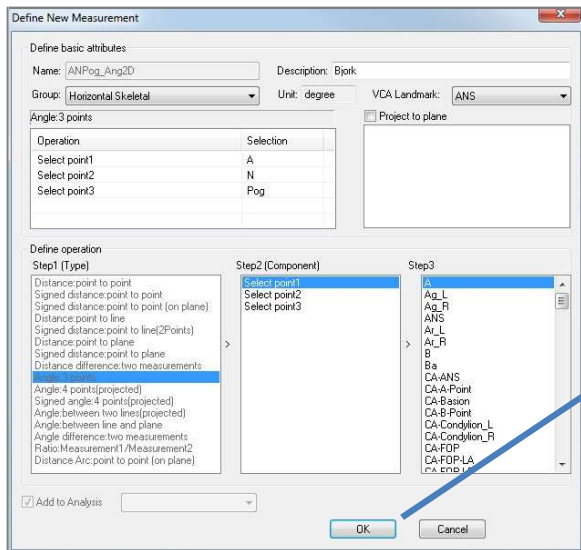 Define New Measurement
Define basic attributes
Name: ANPog_Ang2D Description: Bjork
Group: Horizontal Skeletal Unit: degree VCA Landmark: ANS
Angle:3 points Project to plane
Operation Selection
Select point1 A
Select point2 N
Select point3 Pog
Define operation
Step1 (Type) Step2 (Component) Step3
Distance:point to point Select point1 A
Signed distance:point to point Select point2 Ag_L
Signed distance:point to point (on plane) Select point3 Ag_R
Distance:point to line ANS
Signed distance:point to line(2Points) Ar_L
Distance:point to plane > > Ar_R
Signed distance:point to plane B
Distance difference:two measurements Ba
Angle:3 points CA-ANS
Angle:4 points(projected) CA-A-Point
Signed angle:4 points(projected) CA-Basion
Angle:between two lines(projected) CA-B-Point
Angle:between line and plane CA-Condylion_L
Angle difference:two measurements CA-Condylion_R
Ratio:Measurement1/Measurement2 CA-FOP
Distance Arc:point to point (on plane) CA-FOP-LA
Add to Analysis
OK Cancel